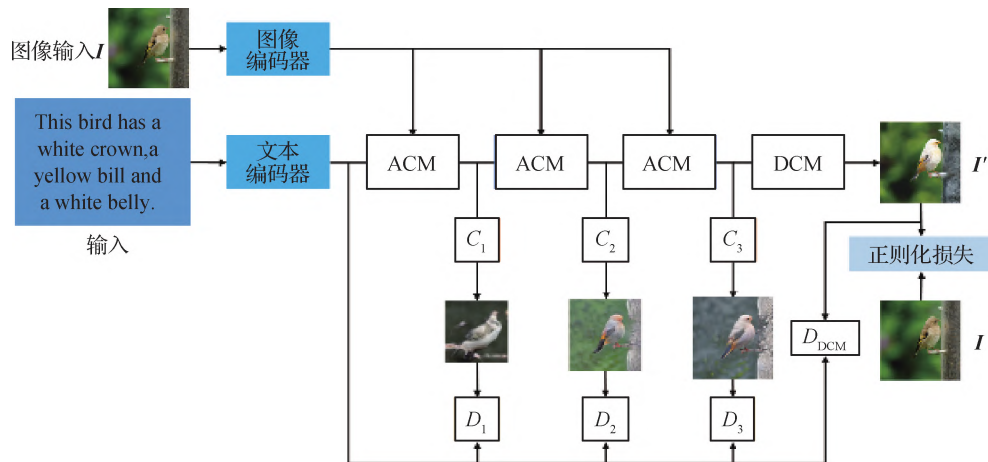 图像输入I
图像
编码器
This bird has a
white crown,a
yellow bill and
a white belly.
输入
文本
编码器
ACM
ACM
ACM
DCM
I′
C₁
C₂
C₃
正则化损失
D_DCM
I
D₁
D₂
D₃